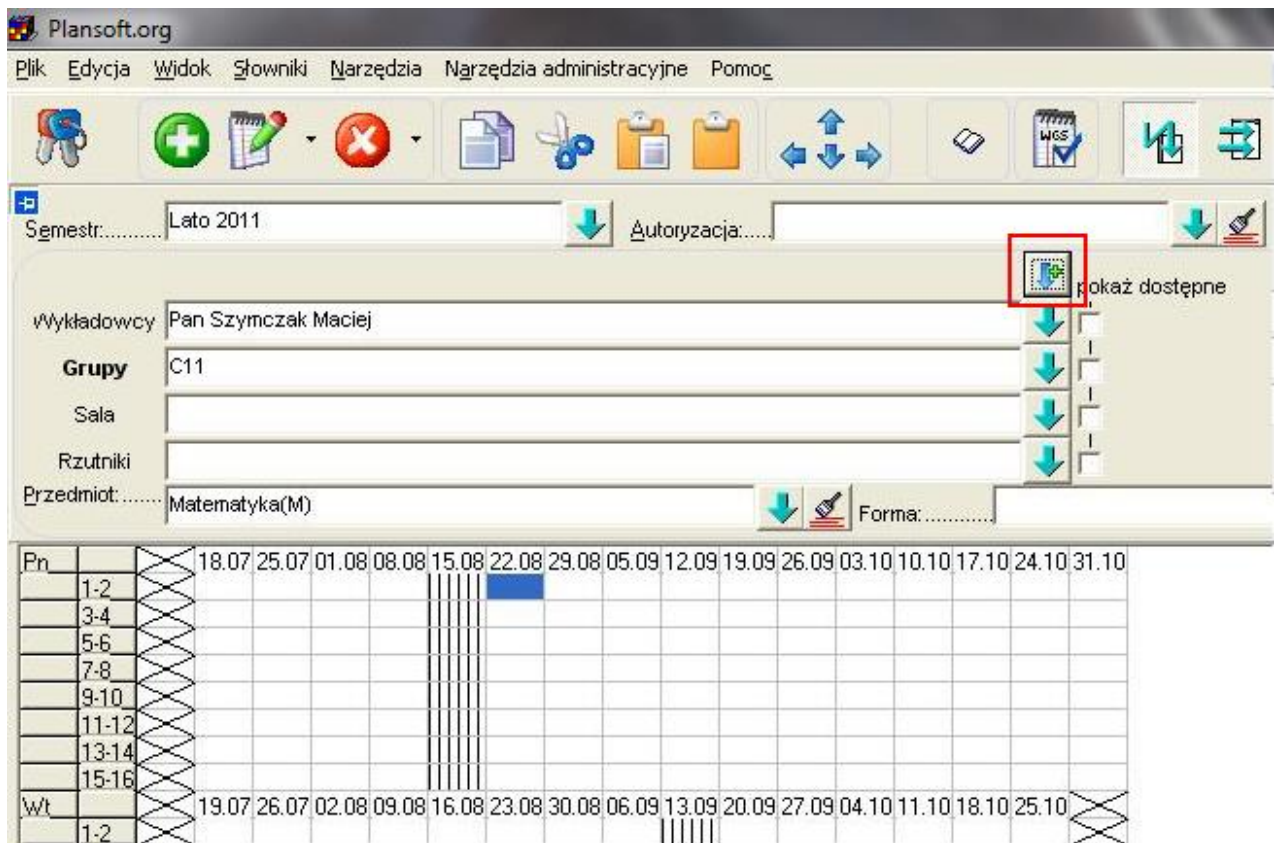 Plansoft.org
Plik Edycja Widok Słowniki Narzędzia Narzędzia administracyjne Pomoc
WGS
Semestr:.......... Lato 2011 Autoryzacja:.....
pokaż dostępne
Wykładowcy Pan Szymczak Maciej
Grupy C11
Sala
Rzutniki
Przedmiot:....... Matematyka(M) Forma:............
Pn 18.07 25.07 01.08 08.08 15.08 22.08 29.08 05.09 12.09 19.09 26.09 03.10 10.10 17.10 24.10 31.10
1-2
3-4
5-6
7-8
9-10
11-12
13-14
15-16
Wt 19.07 26.07 02.08 09.08 16.08 23.08 30.08 06.09 13.09 20.09 27.09 04.10 11.10 18.10 25.10
1-2